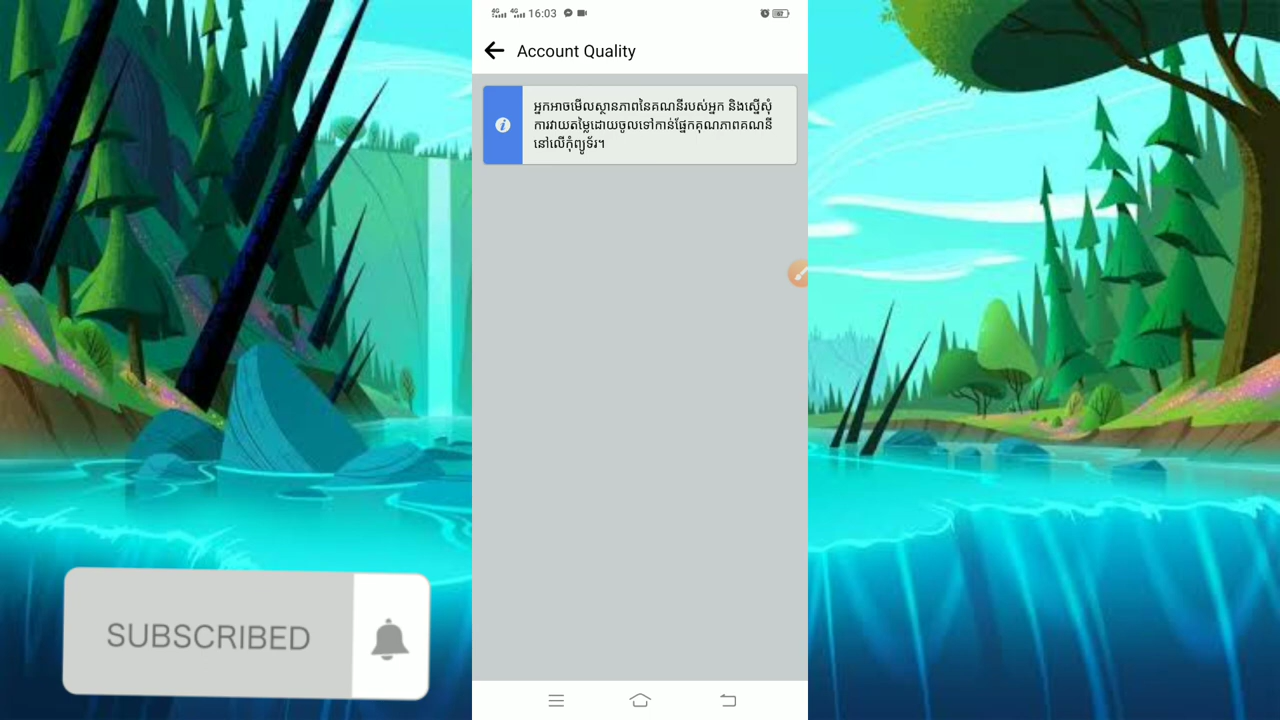 4G 4G 16:03
Account Quality
អ្នកអាចមើលស្ថានភាពនៃគណនីរបស់អ្នក និងស្នើសុំ
ការវាយតម្លៃដោយចូលទៅកាន់ផ្នែកគុណភាពគណនី
នៅលើកុំព្យូទ័រ។
SUBSCRIBED